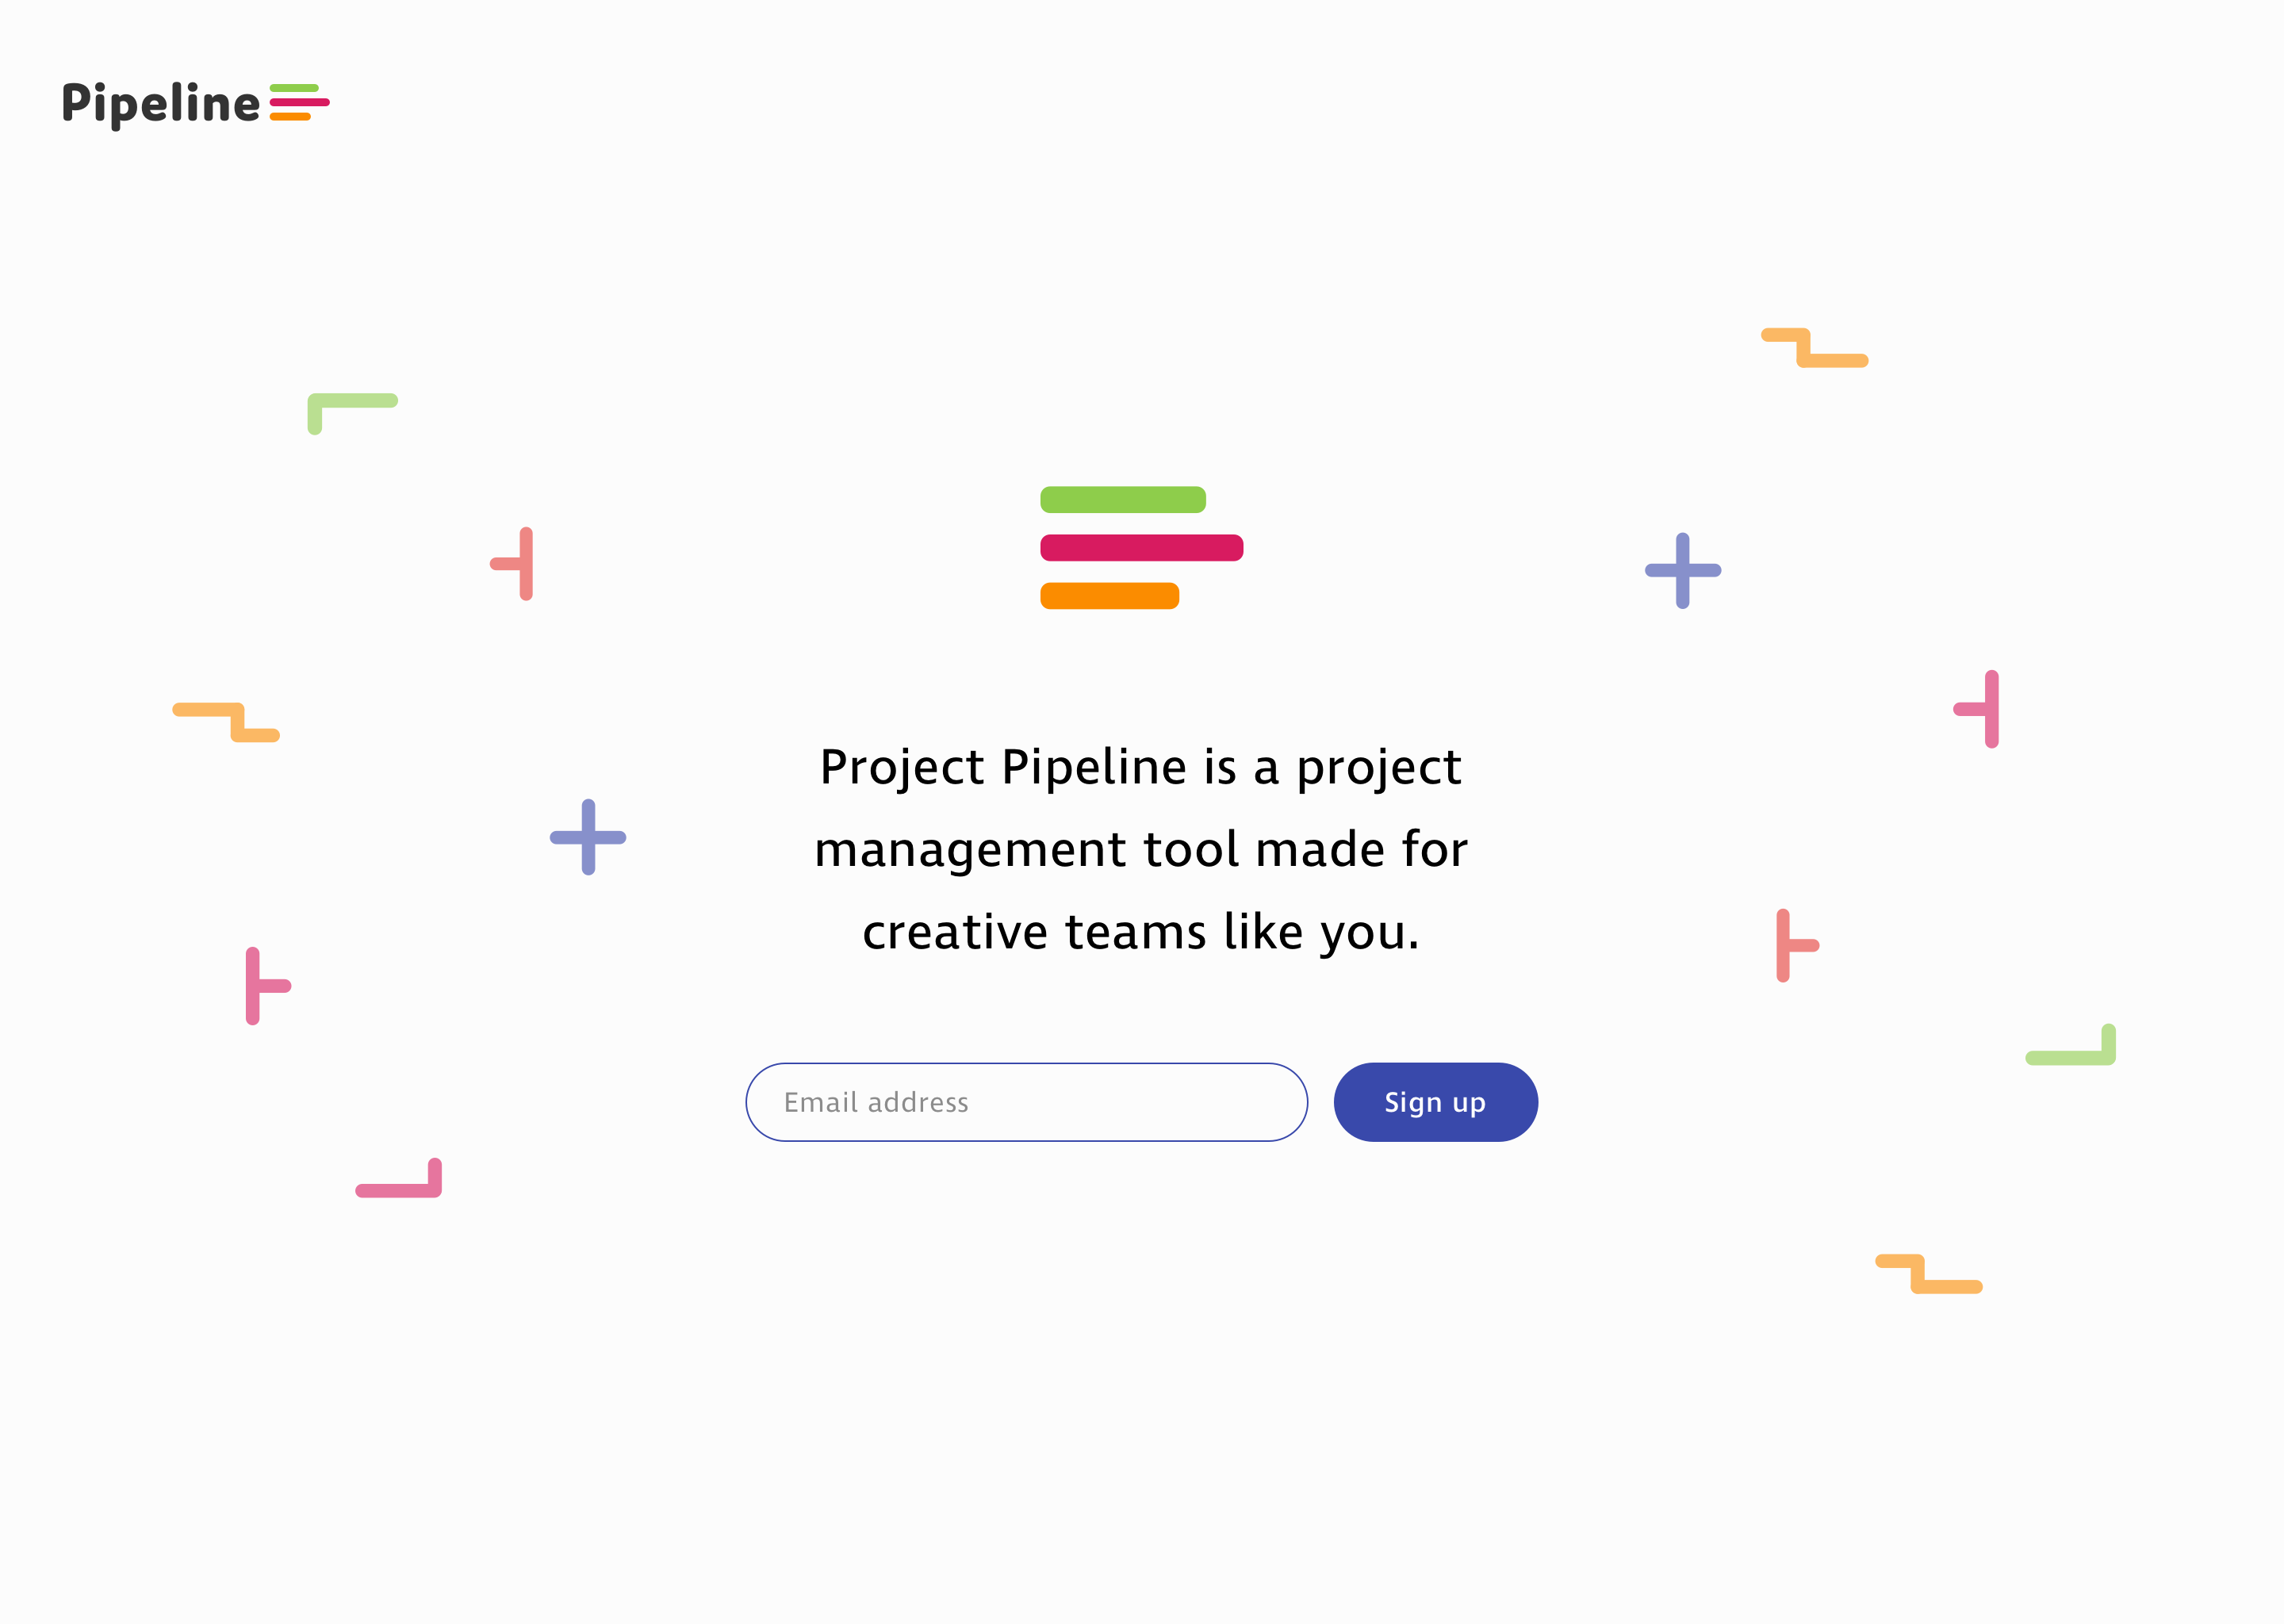 Pipeline
Project Pipeline is a project
management tool made for
creative teams like you.
Email address
Sign up